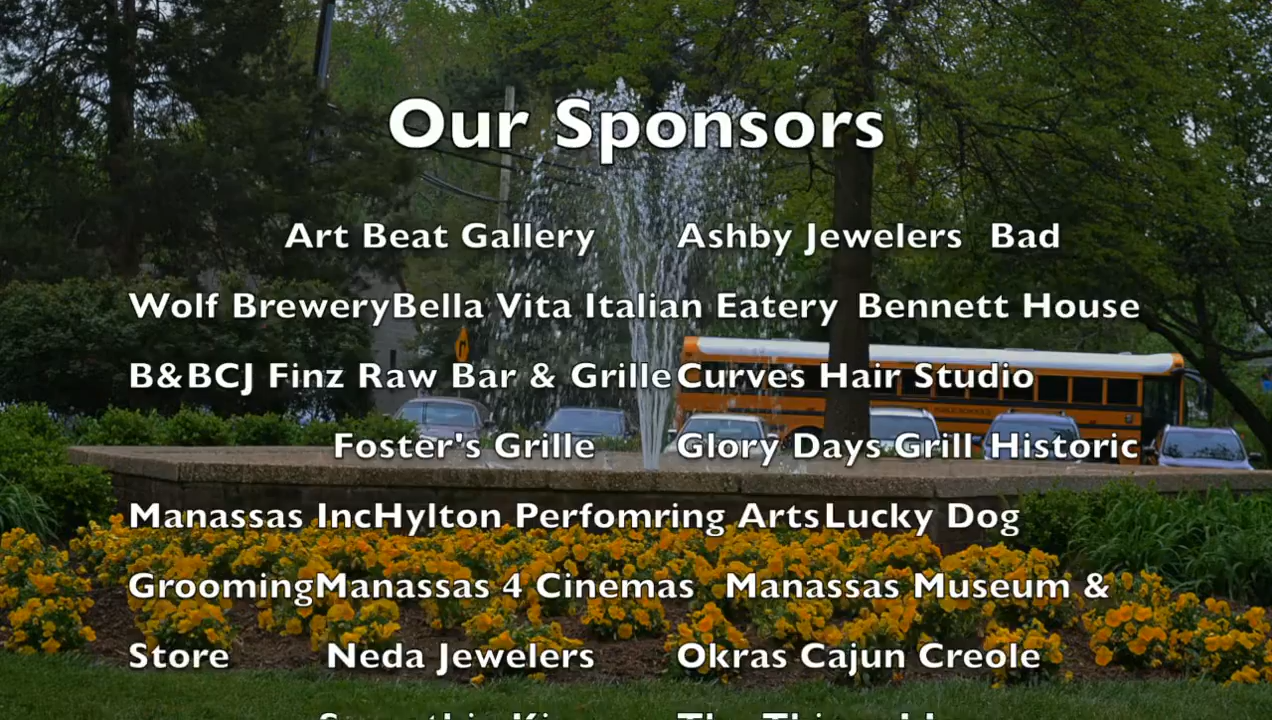 Our Sponsors
Art Beat Gallery Ashby Jewelers Bad
Wolf BreweryBella Vita Italian Eatery Bennett House
B&BCJ Finz Raw Bar & GrilleCurves Hair Studio
Foster's Grille Glory Days Grill Historic
Manassas IncHylton Perfomring ArtsLucky Dog
GroomingManassas 4 Cinemas Manassas Museum &
Store Neda Jewelers Okras Cajun Creole